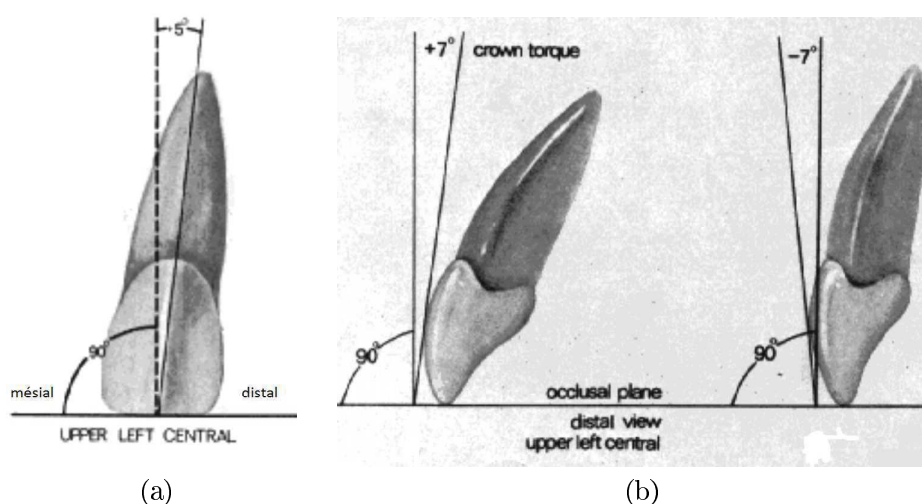 +5°
90°
mésial
distal
UPPER LEFT CENTRAL
(a)
+7°
crown torque
-7°
90°
90°
occlusal plane
distal view
upper left central
(b)